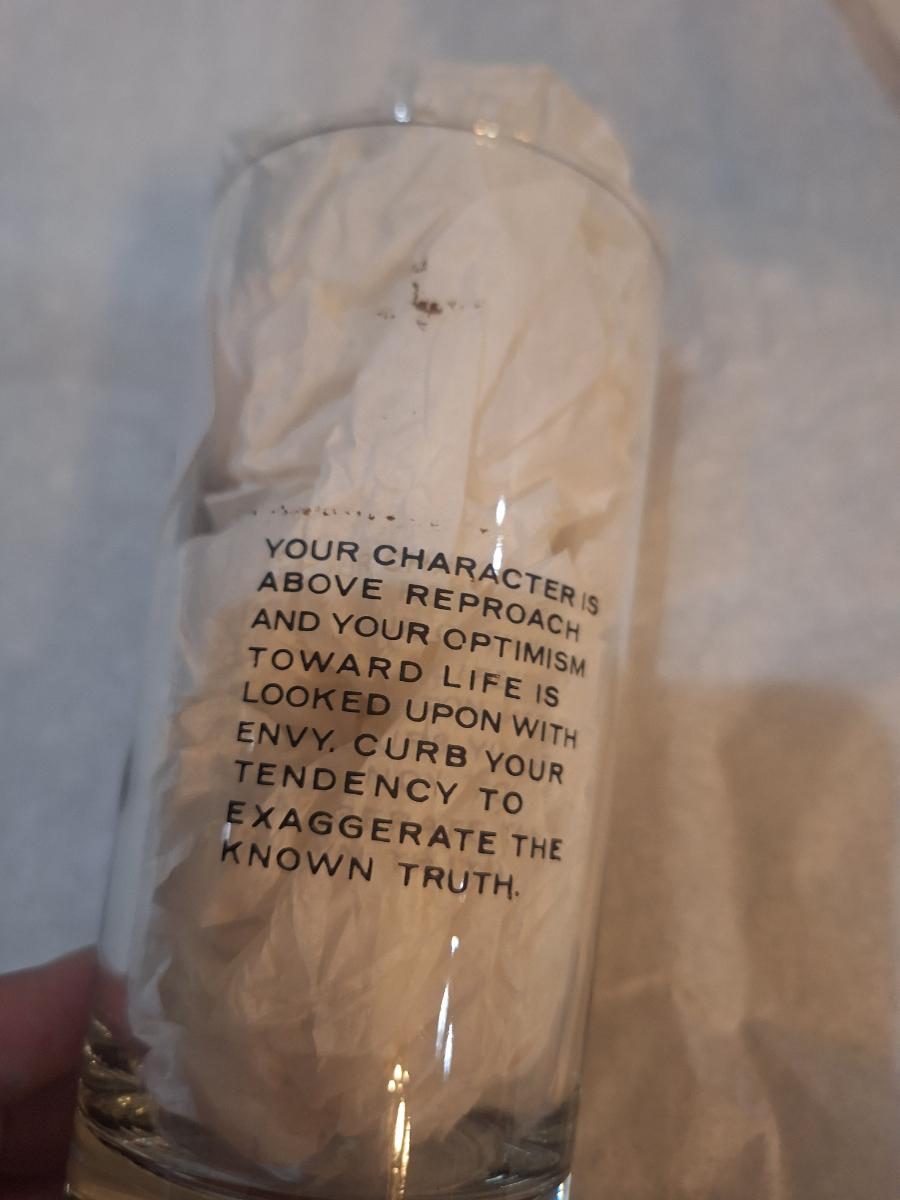 YOUR CHARACTER IS
ABOVE REPROACH
AND YOUR OPTIMISM
TOWARD LIFE IS
LOOKED UPON WITH
ENVY. CURB YOUR
TENDENCY TO
EXAGGERATE THE
KNOWN TRUTH.